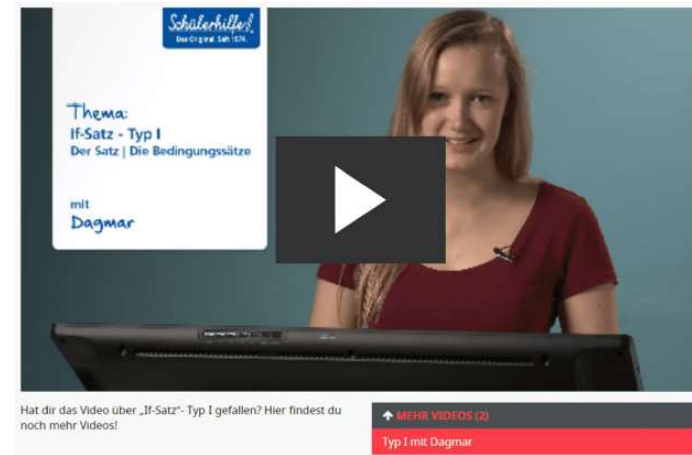 Schülerhilfe!
Das Original. Seit 1974.
Thema:
If-Satz - Typ I
Der Satz | Die Bedingungssätze
mit
Dagmar
Hat dir das Video über „If-Satz"- Typ I gefallen? Hier findest du
noch mehr Videos!
MEHR VIDEOS (2)
Typ I mit Dagmar